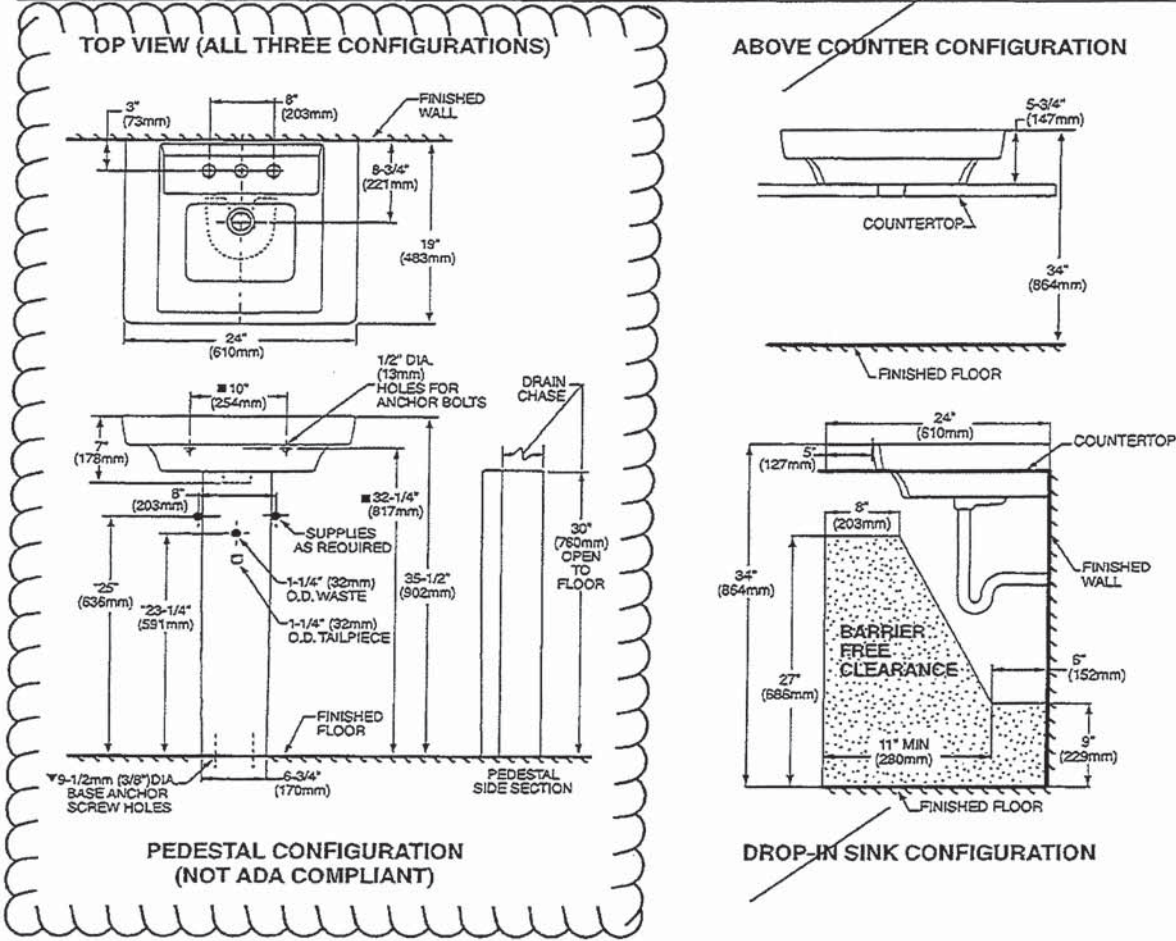 TOP VIEW (ALL THREE CONFIGURATIONS)
3"
(73mm)
8"
(203mm)
FINISHED
WALL
8-3/4"
(221mm)
19"
(483mm)
24"
(610mm)
■ 10"
(254mm)
1/2" DIA.
(13mm)
HOLES FOR
ANCHOR BOLTS
DRAIN
CHASE
7"
(178mm)
8"
(203mm)
■ 32-1/4"
(817mm)
SUPPLIES
AS REQUIRED
30"
(760mm)
OPEN
TO
FLOOR
*25"
(635mm)
*23-1/4"
(591mm)
1-1/4" (32mm)
O.D. WASTE
35-1/2"
(902mm)
1-1/4" (32mm)
O.D. TAILPIECE
FINISHED
FLOOR
▼9-1/2mm (3/8")DIA.
BASE ANCHOR
SCREW HOLES
6-3/4"
(170mm)
PEDESTAL
SIDE SECTION
PEDESTAL CONFIGURATION
(NOT ADA COMPLIANT)
ABOVE COUNTER CONFIGURATION
5-3/4"
(147mm)
COUNTERTOP
34"
(864mm)
FINISHED FLOOR
24"
(610mm)
COUNTERTOP
5"
(127mm)
8"
(203mm)
34"
(864mm)
FINISHED
WALL
BARRIER
FREE
CLEARANCE
27"
(686mm)
6"
(152mm)
11" MIN
(280mm)
9"
(229mm)
FINISHED FLOOR
DROP-IN SINK CONFIGURATION